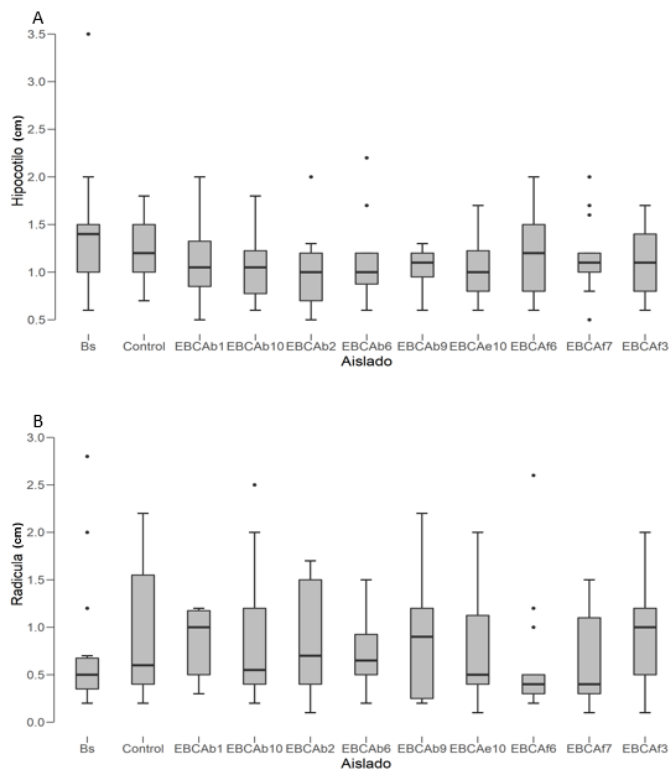 A
3.5
3.0
2.5
2.0
1.5
1.0
0.5
Hipocotilo (cm)
Bs Control EBCAb1 EBCAb10 EBCAb2 EBCAb6 EBCAb9 EBCAe10 EBCAf6 EBCAf7 EBCAf3
Aislado
B
3.0
2.5
2.0
1.5
1.0
0.5
0.0
Radicula (cm)
Bs Control EBCAb1 EBCAb10 EBCAb2 EBCAb6 EBCAb9 EBCAe10 EBCAf6 EBCAf7 EBCAf3
Aislado